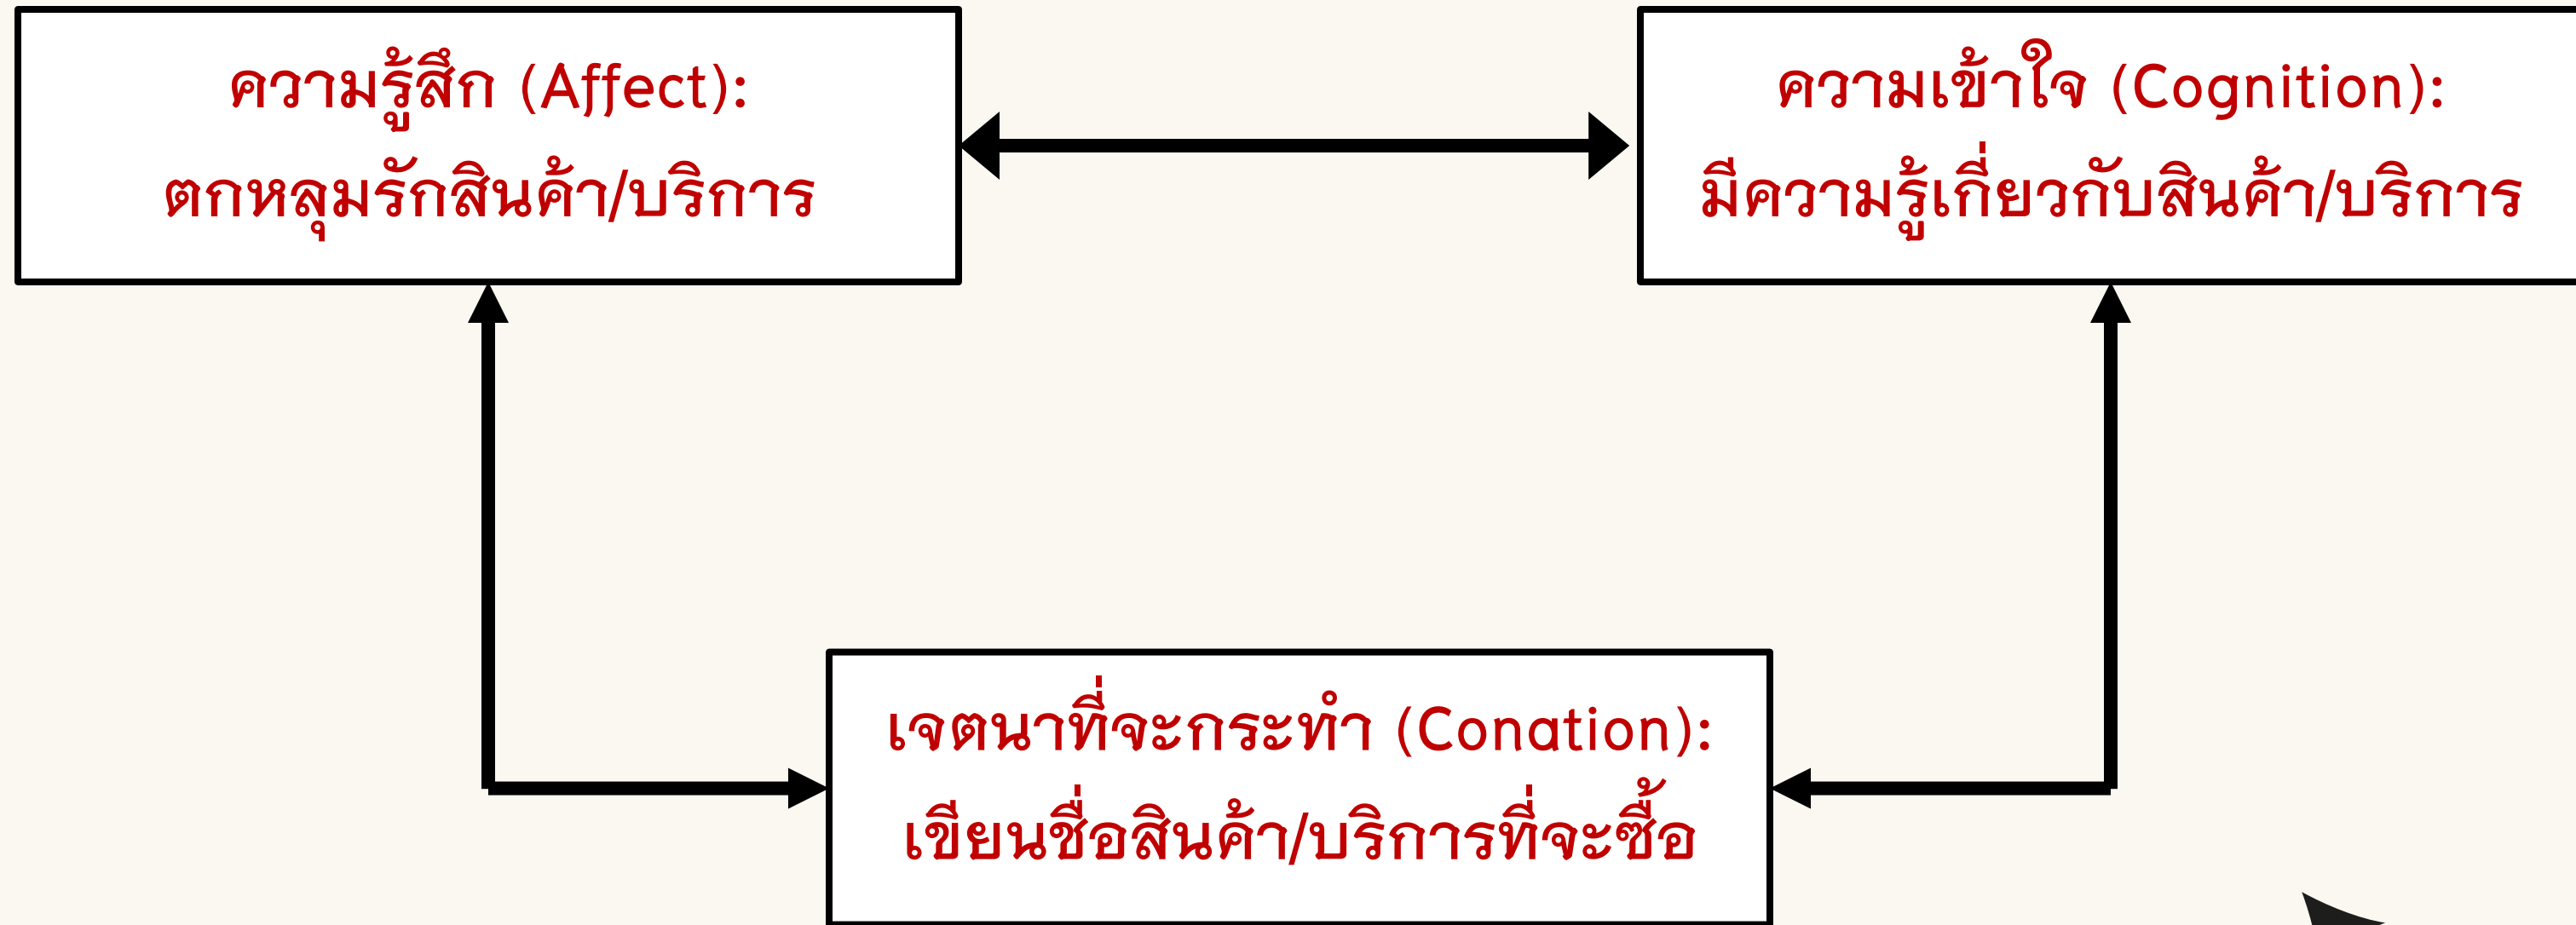 ความรู้สึก (Affect):
ตกหลุมรักสินค้า/บริการ
ความเข้าใจ (Cognition):
มีความรู้เกี่ยวกับสินค้า/บริการ
เจตนาที่จะกระทำ (Conation):
เขียนชื่อสินค้า/บริการที่จะซื้อ